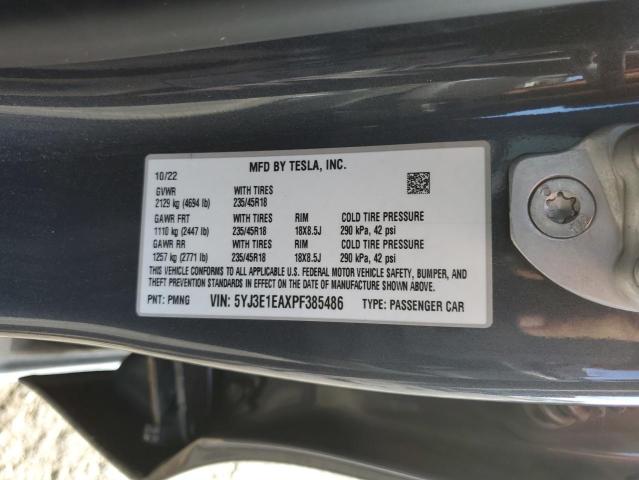 MFD BY TESLA, INC.
10/22
GVWR WITH TIRES
2129 kg (4694 lb) 235/45R18
GAWR FRT WITH TIRES RIM COLD TIRE PRESSURE
1110 kg (2447 lb) 235/45R18 18X8.5J 290 kPa, 42 psi
GAWR RR WITH TIRES RIM COLD TIRE PRESSURE
1257 kg (2771 lb) 235/45R18 18X8.5J 290 kPa, 42 psi
THIS VEHICLE CONFORMS TO ALL APPLICABLE U.S. FEDERAL MOTOR VEHICLE SAFETY, BUMPER, AND
THEFT PREVENTION STANDARDS IN EFFECT ON THE DATE OF MANUFACTURE SHOWN ABOVE.
PNT: PMNG VIN: 5YJ3E1EAXPF385486 TYPE: PASSENGER CAR